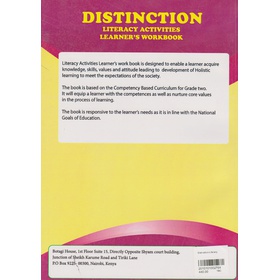 DISTINCTION
LITERACY ACTIVITIES
LEARNER'S WORKBOOK
Literacy Activities Learner's work book is designed to enable a learner acquire
knowledge, skills, values and attitude leading to development of Holistic
learning to meet the expectations of the society.
The book is based on the Competency Based Curriculum for Grade two.
It will equip a learner with the competences as well as nurture core values
in the process of learning.
The book is responsive to the learner's needs as it is in line with the National
Goals of Education.
Botugi House, 1st Floor Suite 15, Directly Opposite Shyam court building,
Junction of Sheikh Karume Road and Tiriki Lane
P.O Box 9225- 00300, Nairobi, Kenya